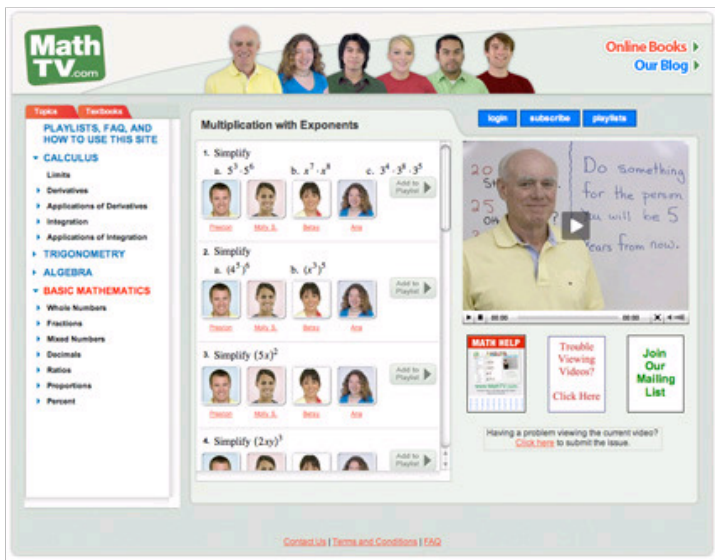 Math
TV.com
Online Books
Our Blog
Topics
Textbooks
PLAYLISTS, FAQ, AND
HOW TO USE THIS SITE
CALCULUS
Limits
Derivatives
Applications of Derivatives
Integration
Applications of Integration
TRIGONOMETRY
ALGEBRA
BASIC MATHEMATICS
Whole Numbers
Fractions
Mixed Numbers
Decimals
Ratios
Proportions
Percent
Multiplication with Exponents
1. Simplify
a. 5³·5⁶ b. x⁷·x⁸ c. 3⁴·3⁸·3⁵
Add to
Playlist
Preston Molly S. Betsy Ana
2. Simplify
a. (4⁵)⁶ b. (x³)⁵
Add to
Playlist
Preston Molly S. Betsy Ana
3. Simplify (5x)²
Add to
Playlist
Preston Molly S. Betsy Ana
4. Simplify (2xy)³
Add to
Playlist
login subscribe playlists
20
25
Do something
for the person
you will be 5
years from now.
00:00 00:00
MATH HELP
Trouble
Viewing
Videos?
Click Here
Join
Our
Mailing
List
Having a problem viewing the current video?
Click here to submit the issue.
Contact Us | Terms and Conditions | FAQ